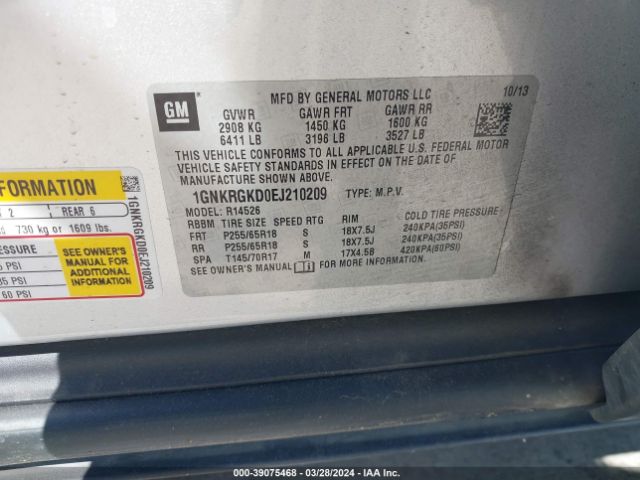 GM
MFD BY GENERAL MOTORS LLC 10/13
GVWR GAWR FRT GAWR RR
2908 KG 1450 KG 1600 KG
6411 LB 3196 LB 3527 LB
THIS VEHICLE CONFORMS TO ALL APPLICABLE U.S. FEDERAL MOTOR
VEHICLE SAFETY STANDARDS IN EFFECT ON THE DATE OF
MANUFACTURE SHOWN ABOVE.
1GNKRGKD0EJ210209 TYPE: M.P.V.
MODEL: R14526
RBBM TIRE SIZE SPEED RTG RIM COLD TIRE PRESSURE
FRT P255/65R18 S 18X7.5J 240KPA(35PSI)
RR P255/65R18 S 18X7.5J 240KPA(35PSI)
SPA T145/70R17 M 17X4.5B 420KPA(60PSI)
SEE OWNER'S MANUAL FOR MORE INFORMATION.
FORMATION
2 REAR 6
730 kg or 1609 lbs.
PSI SEE OWNER'S
MANUAL FOR
35 PSI ADDITIONAL
60 PSI INFORMATION
1GNKRGKD0EJ210209
© - 39075468 - 03/28/2024 - IAA Inc.